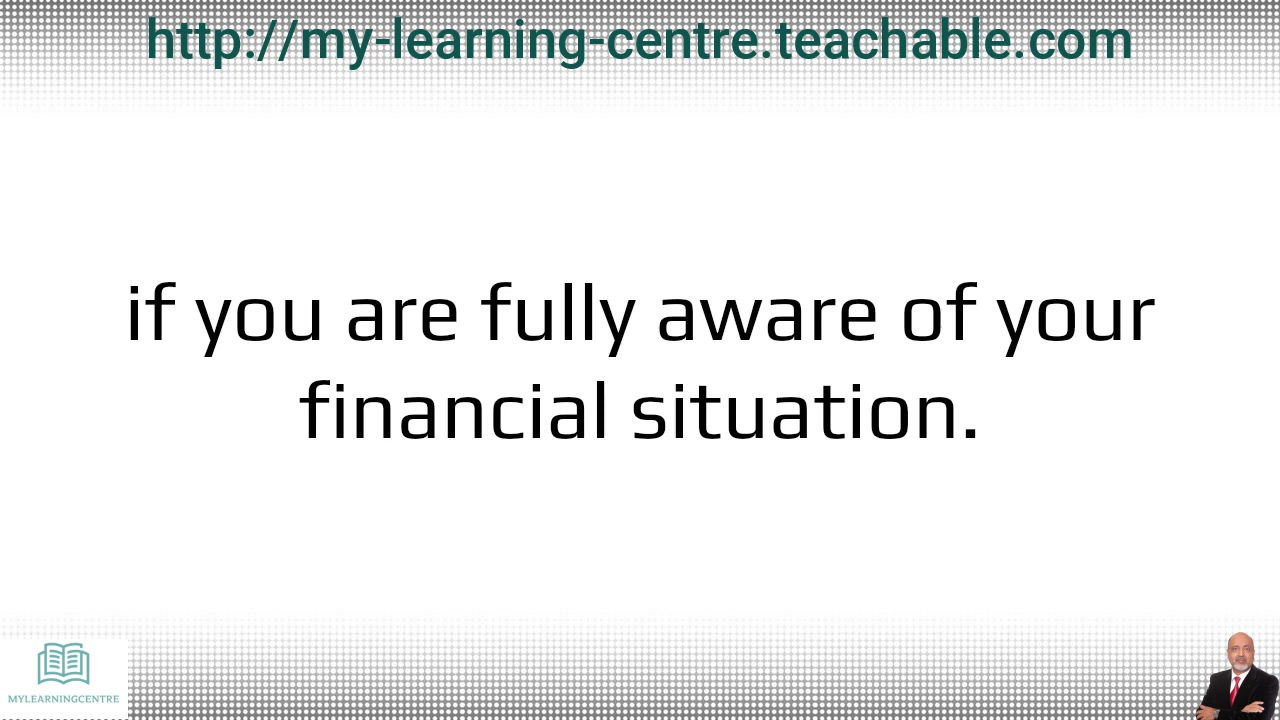 http://my-learning-centre.teachable.com
if you are fully aware of your
financial situation.
MYLEARNINGCENTRE